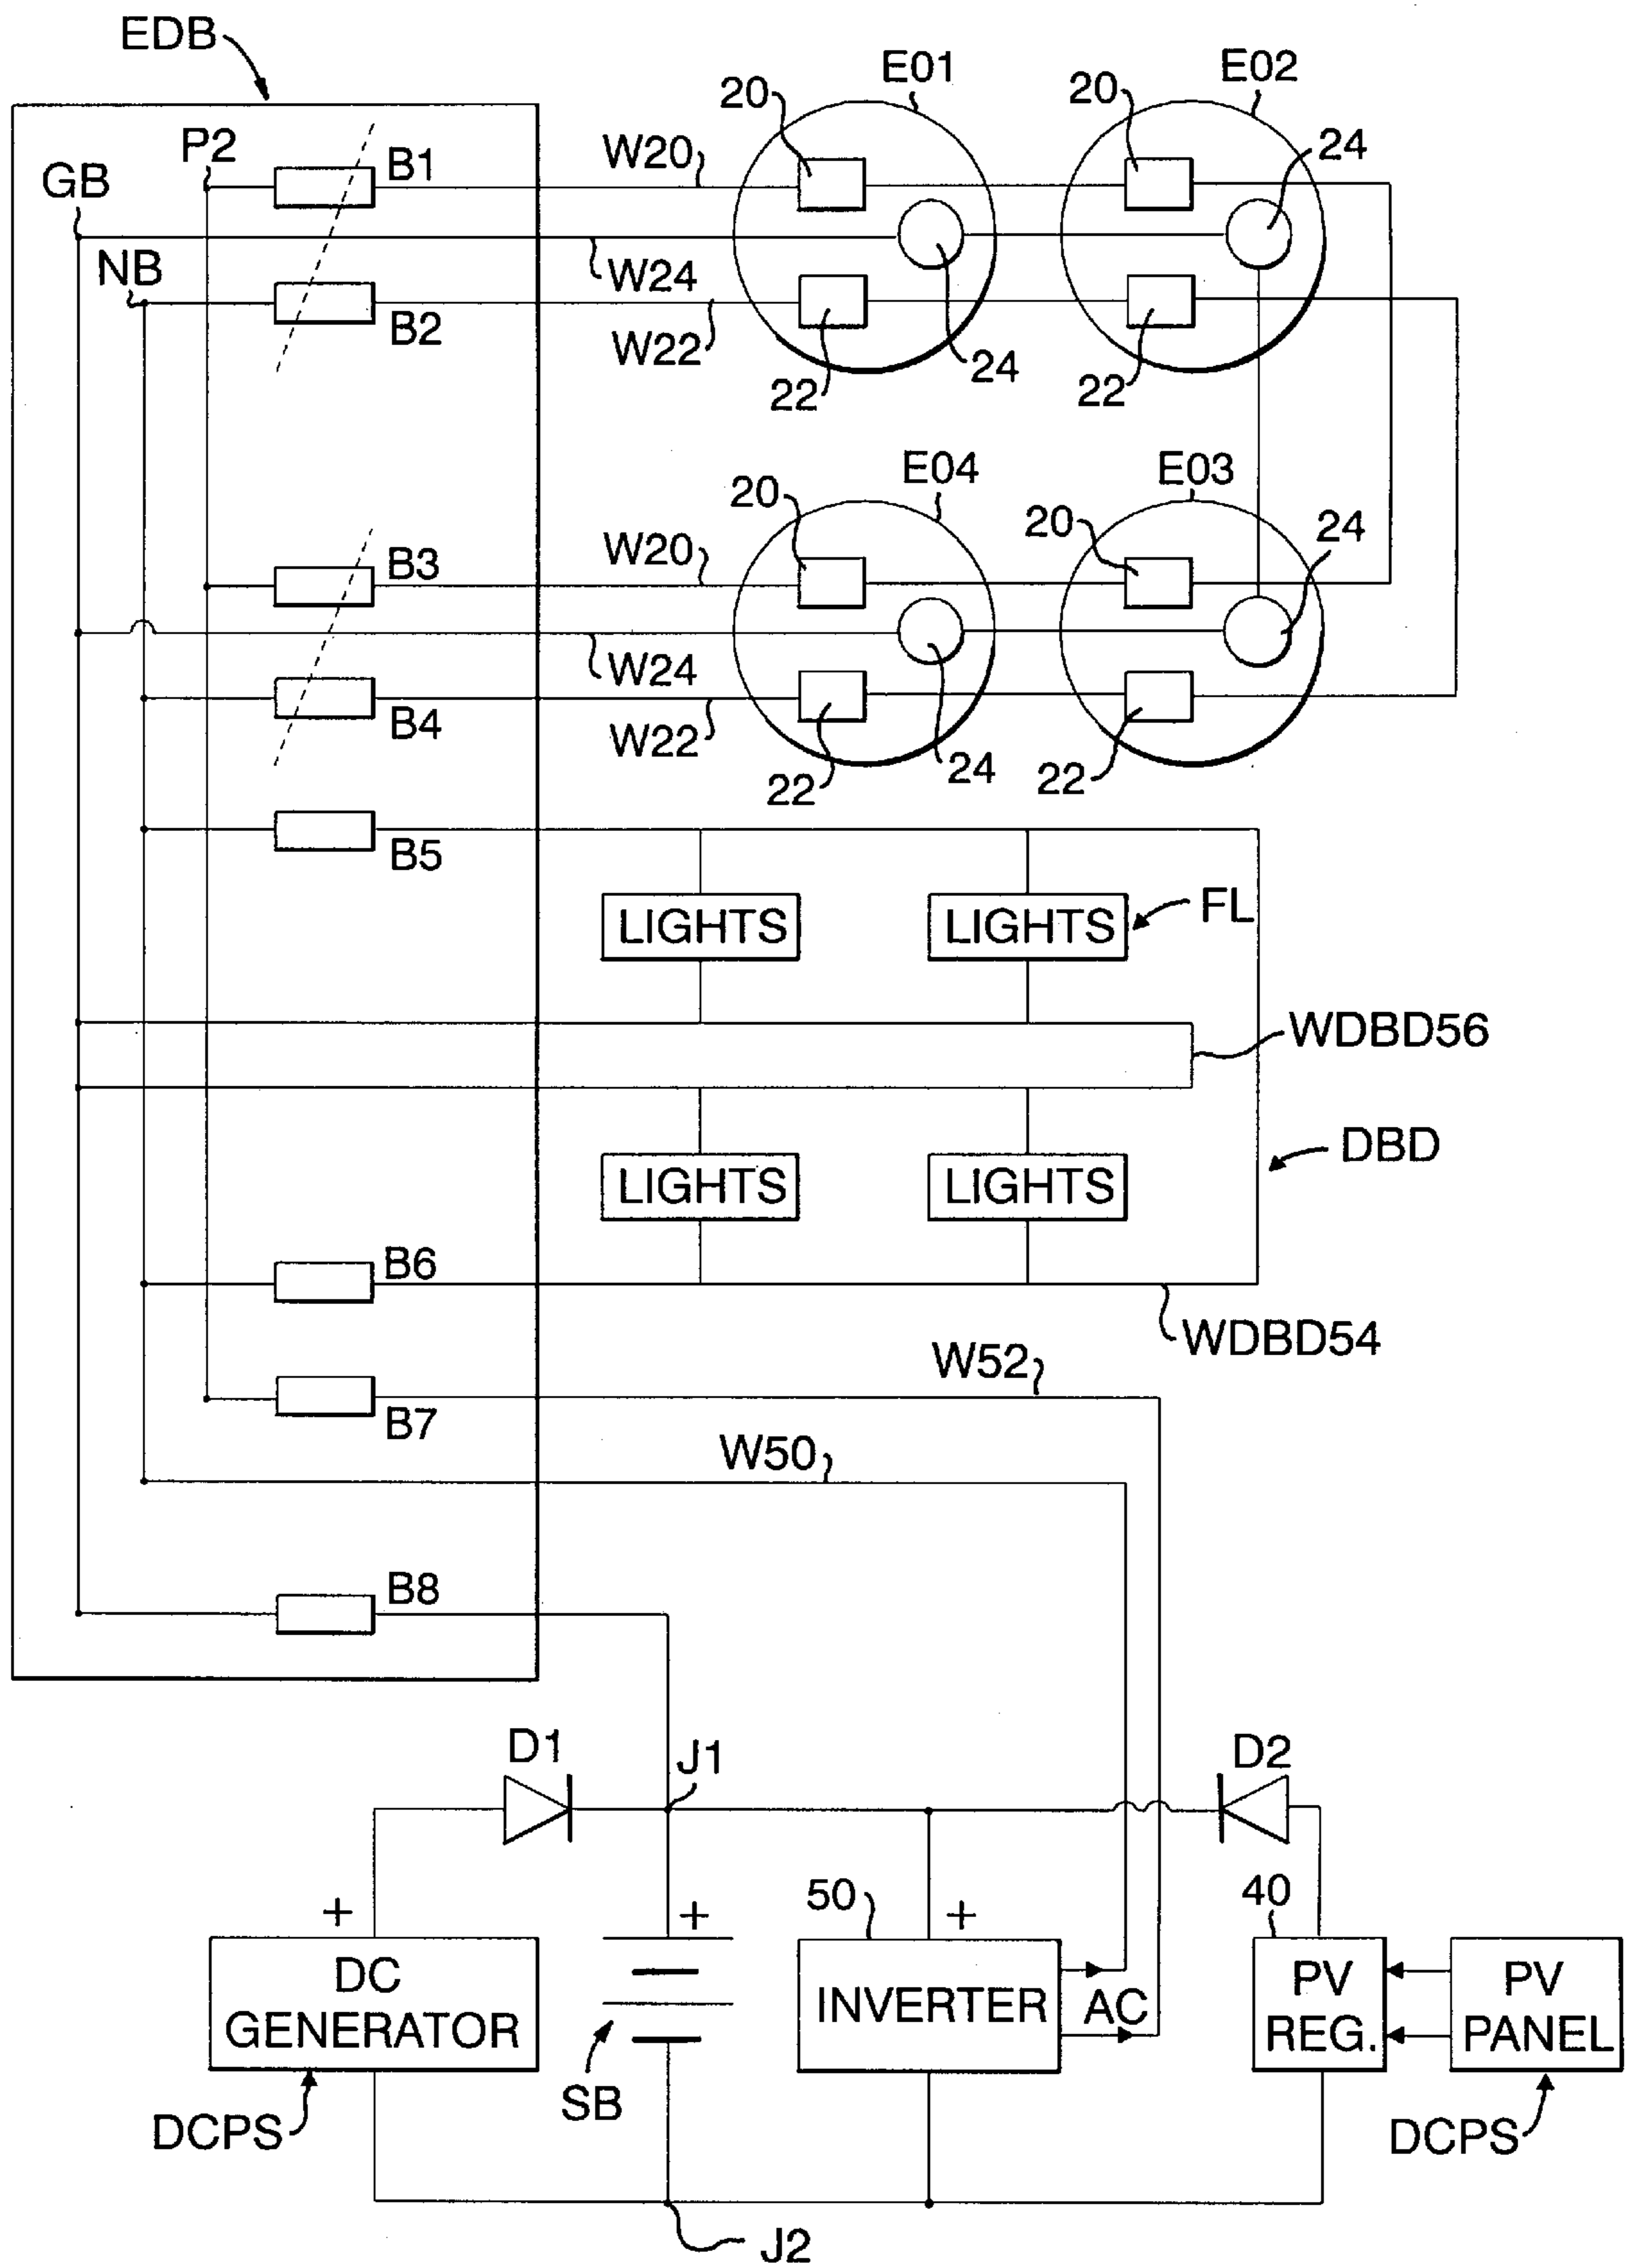 EDB
E01
E02
20
20
24
P2
B1
W20
GB
NB
W24
B2
W22
24
22
22
E04
E03
20
20
24
B3
W20
W24
B4
W22
24
22
22
B5
LIGHTS
LIGHTS
FL
WDBD56
DBD
LIGHTS
LIGHTS
B6
WDBD54
W52
B7
W50
B8
D1
J1
D2
50
40
+
+
+
DC
GENERATOR
INVERTER
AC
PV
REG.
PV
PANEL
SB
DCPS
DCPS
J2